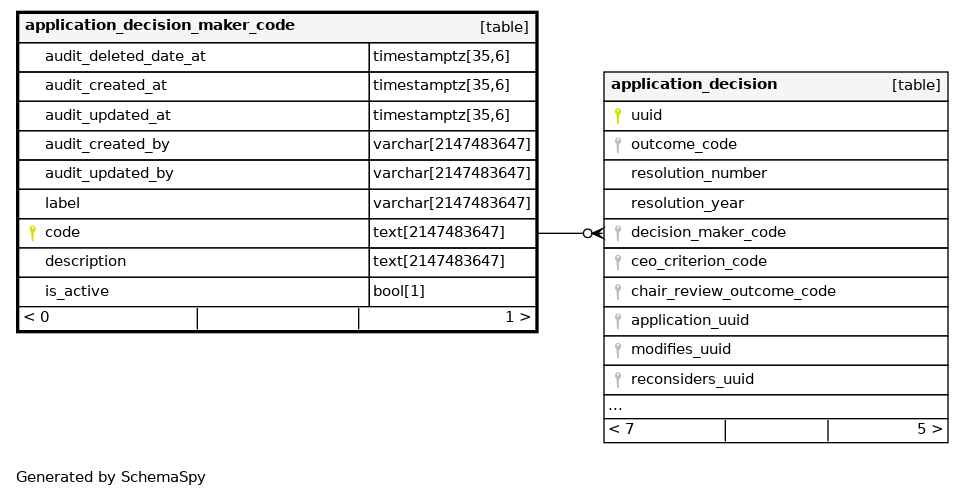 application_decision_maker_code [table]
audit_deleted_date_at timestamptz[35,6]
audit_created_at timestamptz[35,6]
audit_updated_at timestamptz[35,6]
audit_created_by varchar[2147483647]
audit_updated_by varchar[2147483647]
label varchar[2147483647]
code text[2147483647]
description text[2147483647]
is_active bool[1]
< 0 1 >
application_decision [table]
uuid
outcome_code
resolution_number
resolution_year
decision_maker_code
ceo_criterion_code
chair_review_outcome_code
application_uuid
modifies_uuid
reconsiders_uuid
...
< 7 5 >
Generated by SchemaSpy